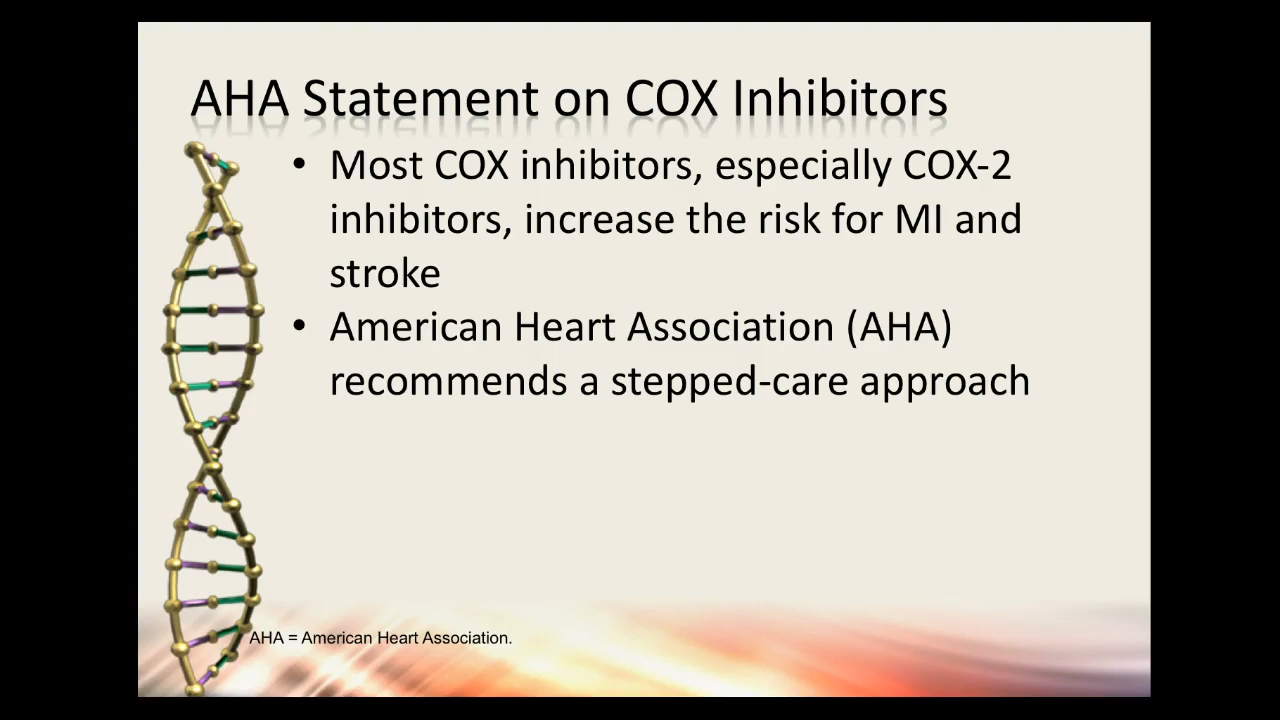 AHA Statement on COX Inhibitors
• Most COX inhibitors, especially COX-2
inhibitors, increase the risk for MI and
stroke
• American Heart Association (AHA)
recommends a stepped-care approach
AHA = American Heart Association.